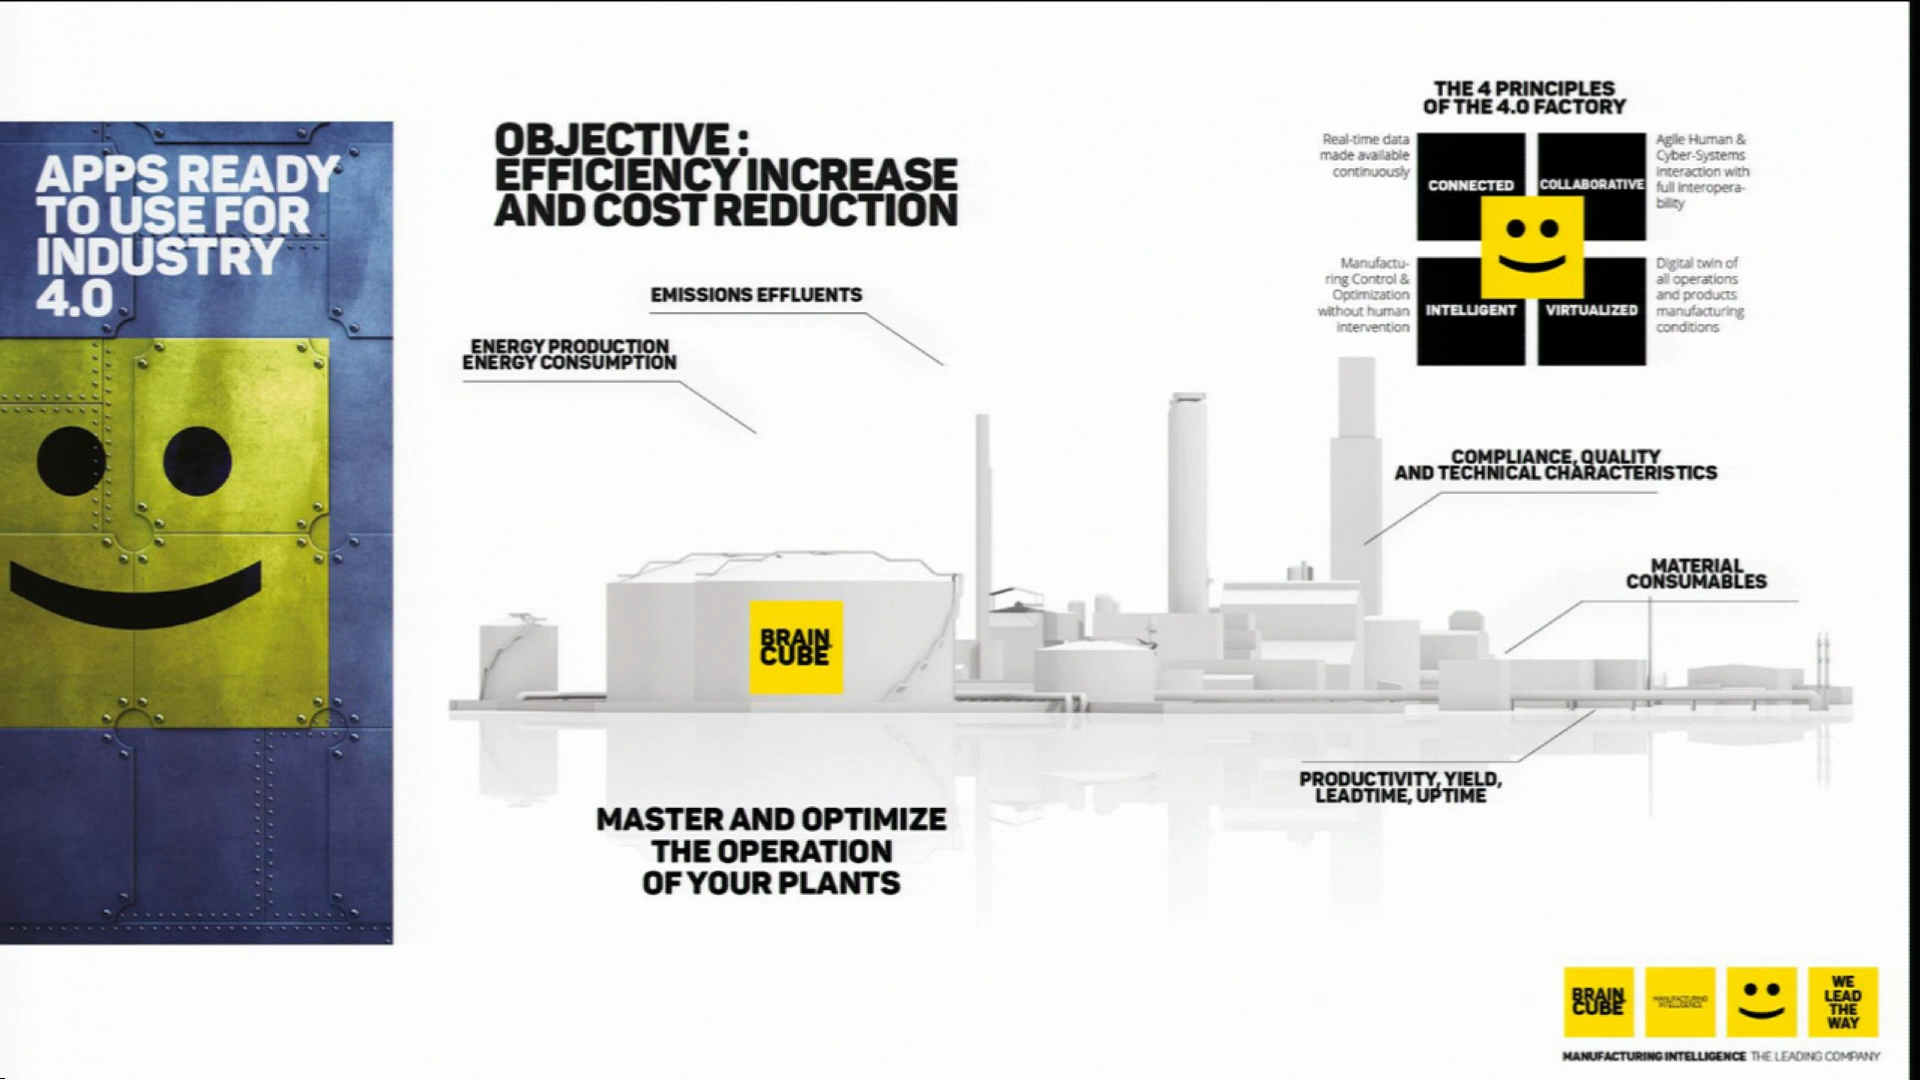 APPS READY
TO USE FOR
INDUSTRY
4.0
OBJECTIVE :
EFFICIENCY INCREASE
AND COST REDUCTION
EMISSIONS EFFLUENTS
ENERGY PRODUCTION
ENERGY CONSUMPTION
THE 4 PRINCIPLES
OF THE 4.0 FACTORY
Real-time data
made available
continuously
CONNECTED
COLLABORATIVE
Agile Human &
Cyber-Systems
interaction with
full interopera-
bility
Manufactu-
ring Control &
Optimization
without human
intervention
INTELLIGENT
VIRTUALIZED
Digital twin of
all operations
and products
manufacturing
conditions
COMPLIANCE, QUALITY
AND TECHNICAL CHARACTERISTICS
MATERIAL
CONSUMABLES
BRAIN
CUBE
PRODUCTIVITY, YIELD,
LEADTIME, UPTIME
MASTER AND OPTIMIZE
THE OPERATION
OF YOUR PLANTS
BRAIN
CUBE
MANUFACTURING
INTELLIGENCE
WE
LEAD
THE
WAY
MANUFACTURING INTELLIGENCE THE LEADING COMPANY